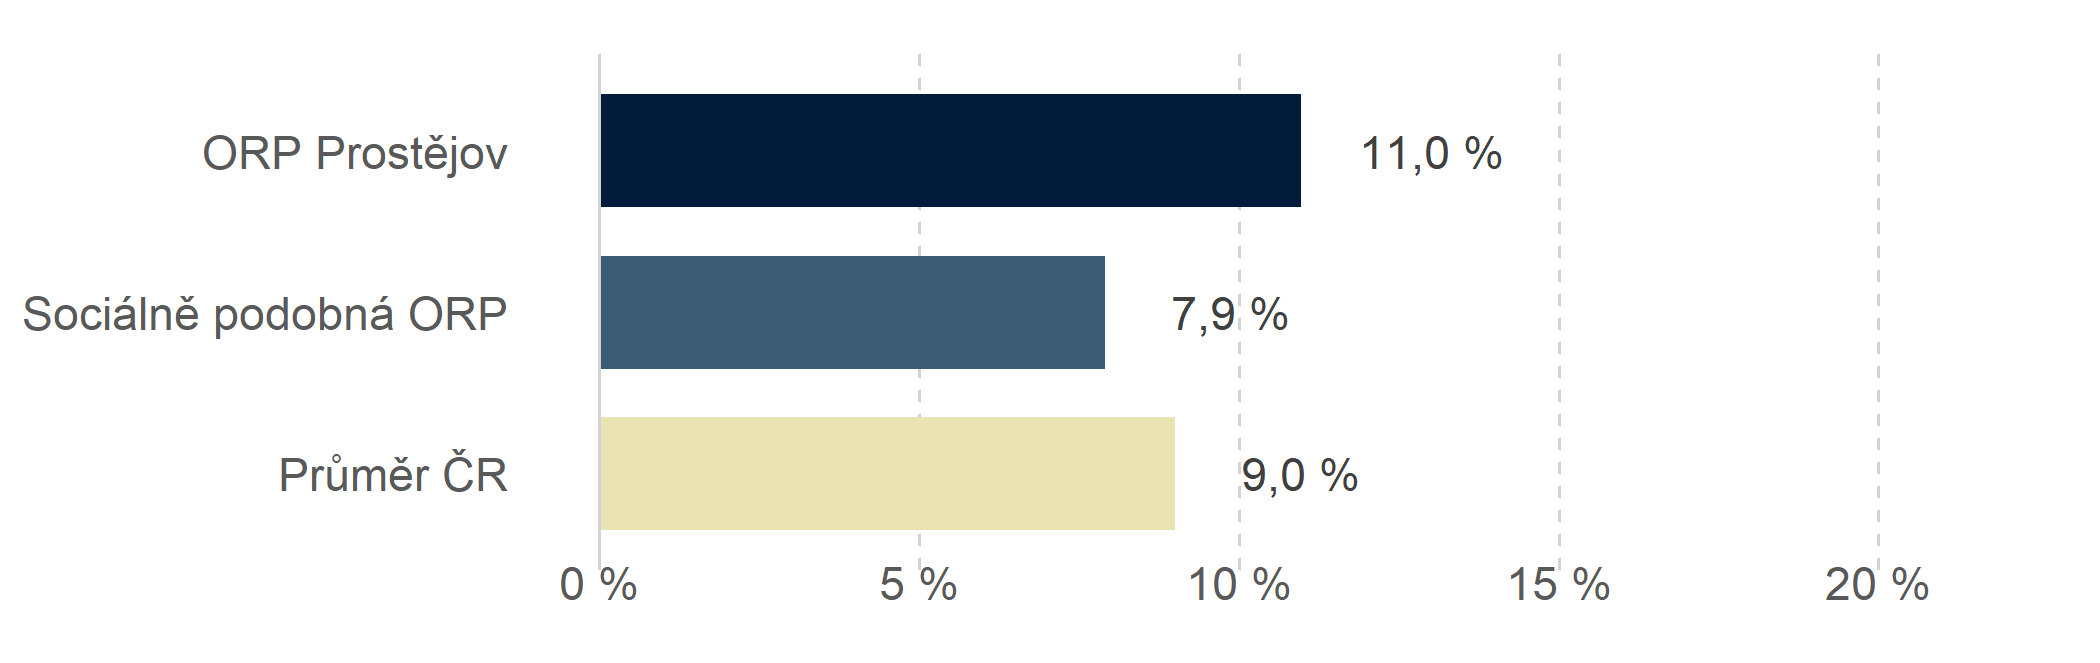 ORP Prostějov
11,0 %
Sociálně podobná ORP
7,9 %
Průměr ČR
9,0 %
0 %
5 %
10 %
15 %
20 %